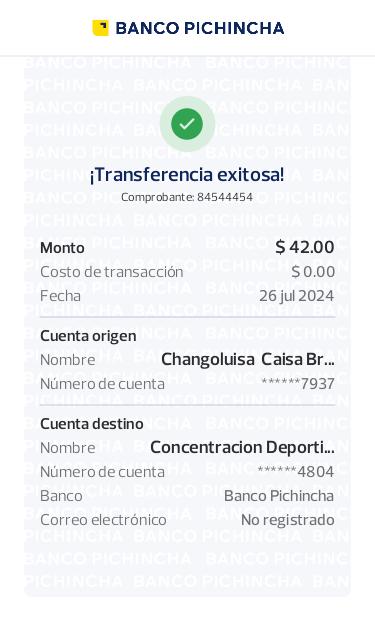 BANCO PICHINCHA
¡Transferencia exitosa!
Comprobante: 84544454
Monto $ 42.00
Costo de transacción $ 0.00
Fecha 26 jul 2024
Cuenta origen
Nombre Changoluisa Caisa Br...
Número de cuenta ******7937
Cuenta destino
Nombre Concentracion Deporti...
Número de cuenta ******4804
Banco Banco Pichincha
Correo electrónico No registrado